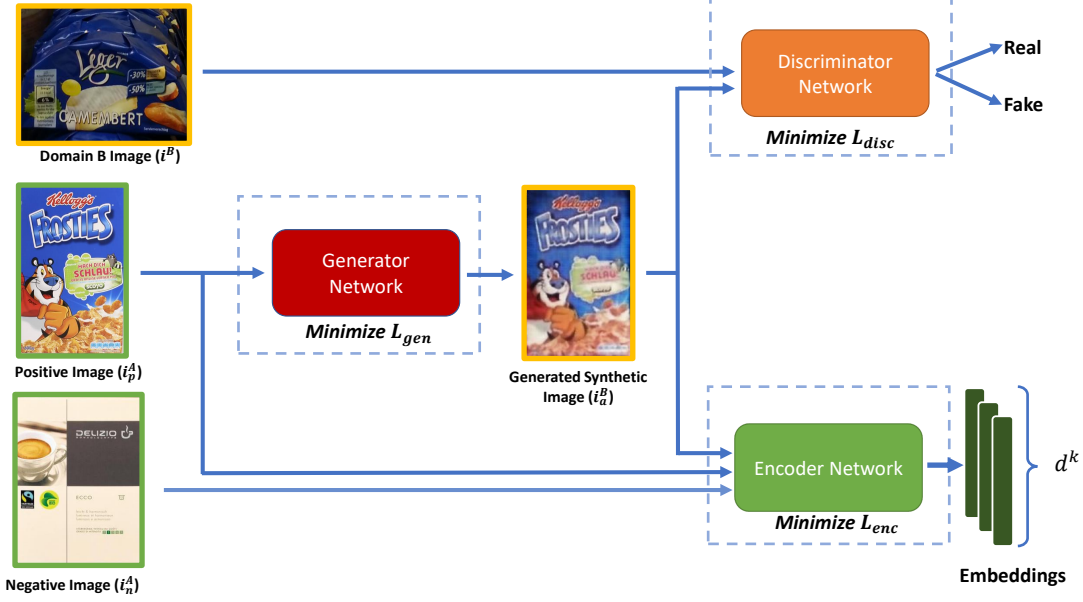 Léger
-30%
-50%
CAMEMBERT
Domain B Image (i^B)
Discriminator
Network
Minimize L_disc
Real
Fake
Kellogg's
FROSTIES
SCHLAU!
Positive Image (i_p^A)
Generator
Network
Minimize L_gen
Kellogg's
FROSTIES
SCHLAU!
Generated Synthetic
Image (i_a^B)
DELIZIO
ECCO
Negative Image (i_n^A)
Encoder Network
Minimize L_enc
d^k
Embeddings